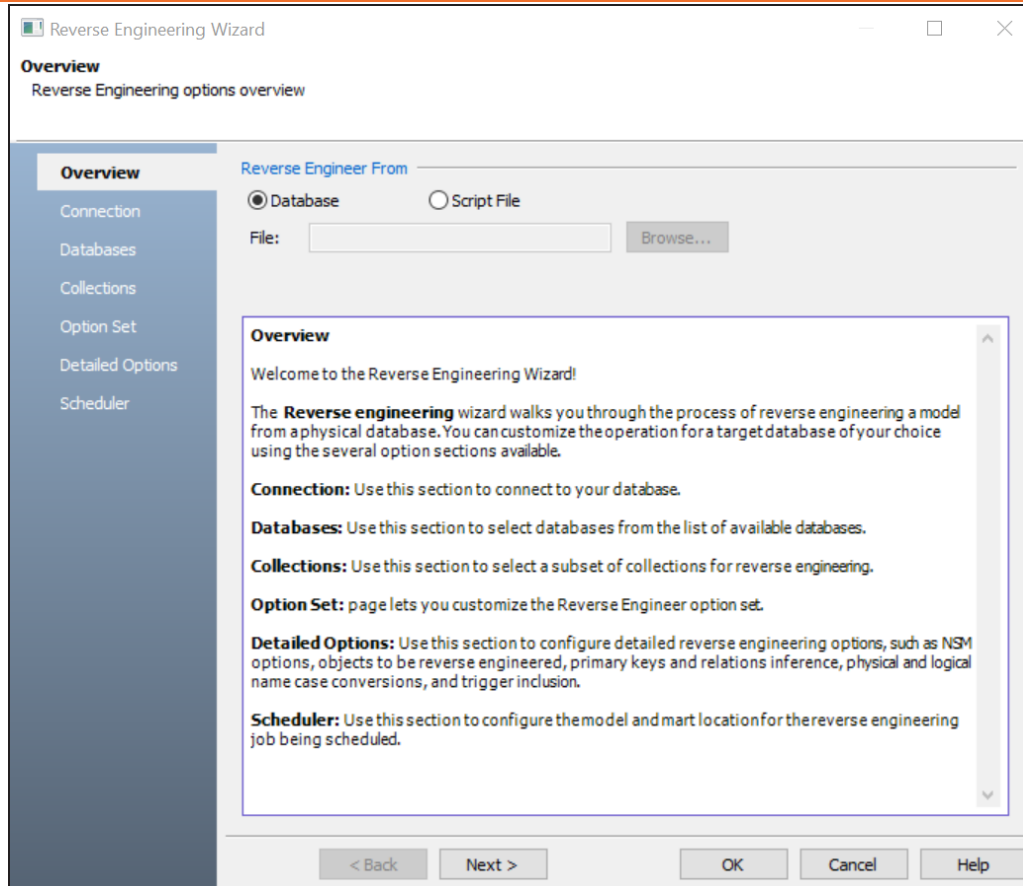 Reverse Engineering Wizard
Overview
Reverse Engineering options overview
Overview
Connection
Databases
Collections
Option Set
Detailed Options
Scheduler
Reverse Engineer From
Database
Script File
File:
Browse...
Overview
Welcome to the Reverse Engineering Wizard!
The Reverse engineering wizard walks you through the process of reverse engineering a model
from a physical database. You can customize the operation for a target database of your choice
using the several option sections available.
Connection: Use this section to connect to your database.
Databases: Use this section to select databases from the list of available databases.
Collections: Use this section to select a subset of collections for reverse engineering.
Option Set: page lets you customize the Reverse Engineer option set.
Detailed Options: Use this section to configure detailed reverse engineering options, such as NSM
options, objects to be reverse engineered, primary keys and relations inference, physical and logical
name case conversions, and trigger inclusion.
Scheduler: Use this section to configure the model and mart location for the reverse engineering
job being scheduled.
< Back
Next >
OK
Cancel
Help